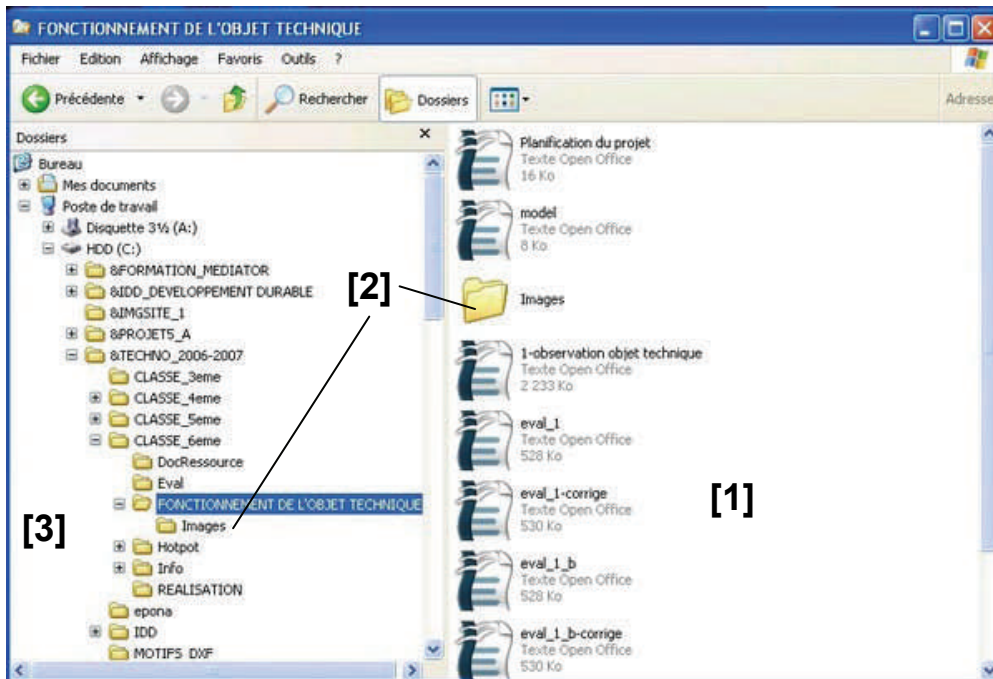 FONCTIONNEMENT DE L'OBJET TECHNIQUE
Fichier Edition Affichage Favoris Outils ?
Précédente Rechercher Dossiers Adresse
Dossiers
Bureau
Mes documents
Poste de travail
Disquette 3½ (A:)
HDD (C:)
&FORMATION_MEDIATOR
&IDD_DEVELOPPEMENT DURABLE
&IMGSITE_1
&PROJET5_A
&TECHNO_2006-2007
CLASSE_3eme
CLASSE_4eme
CLASSE_5eme
CLASSE_6eme
DocRessource
Eval
FONCTIONNEMENT DE L'OBJET TECHNIQUE
Images
Hotpot
Info
REALISATION
epona
IDD
MOTIFS DXF
[3]
[2]
Planification du projet
Texte Open Office
16 Ko
model
Texte Open Office
8 Ko
Images
1-observation objet technique
Texte Open Office
2 233 Ko
eval_1
Texte Open Office
528 Ko
eval_1-corrige
Texte Open Office
530 Ko
eval_1_b
Texte Open Office
528 Ko
eval_1_b-corrige
Texte Open Office
530 Ko
[1]